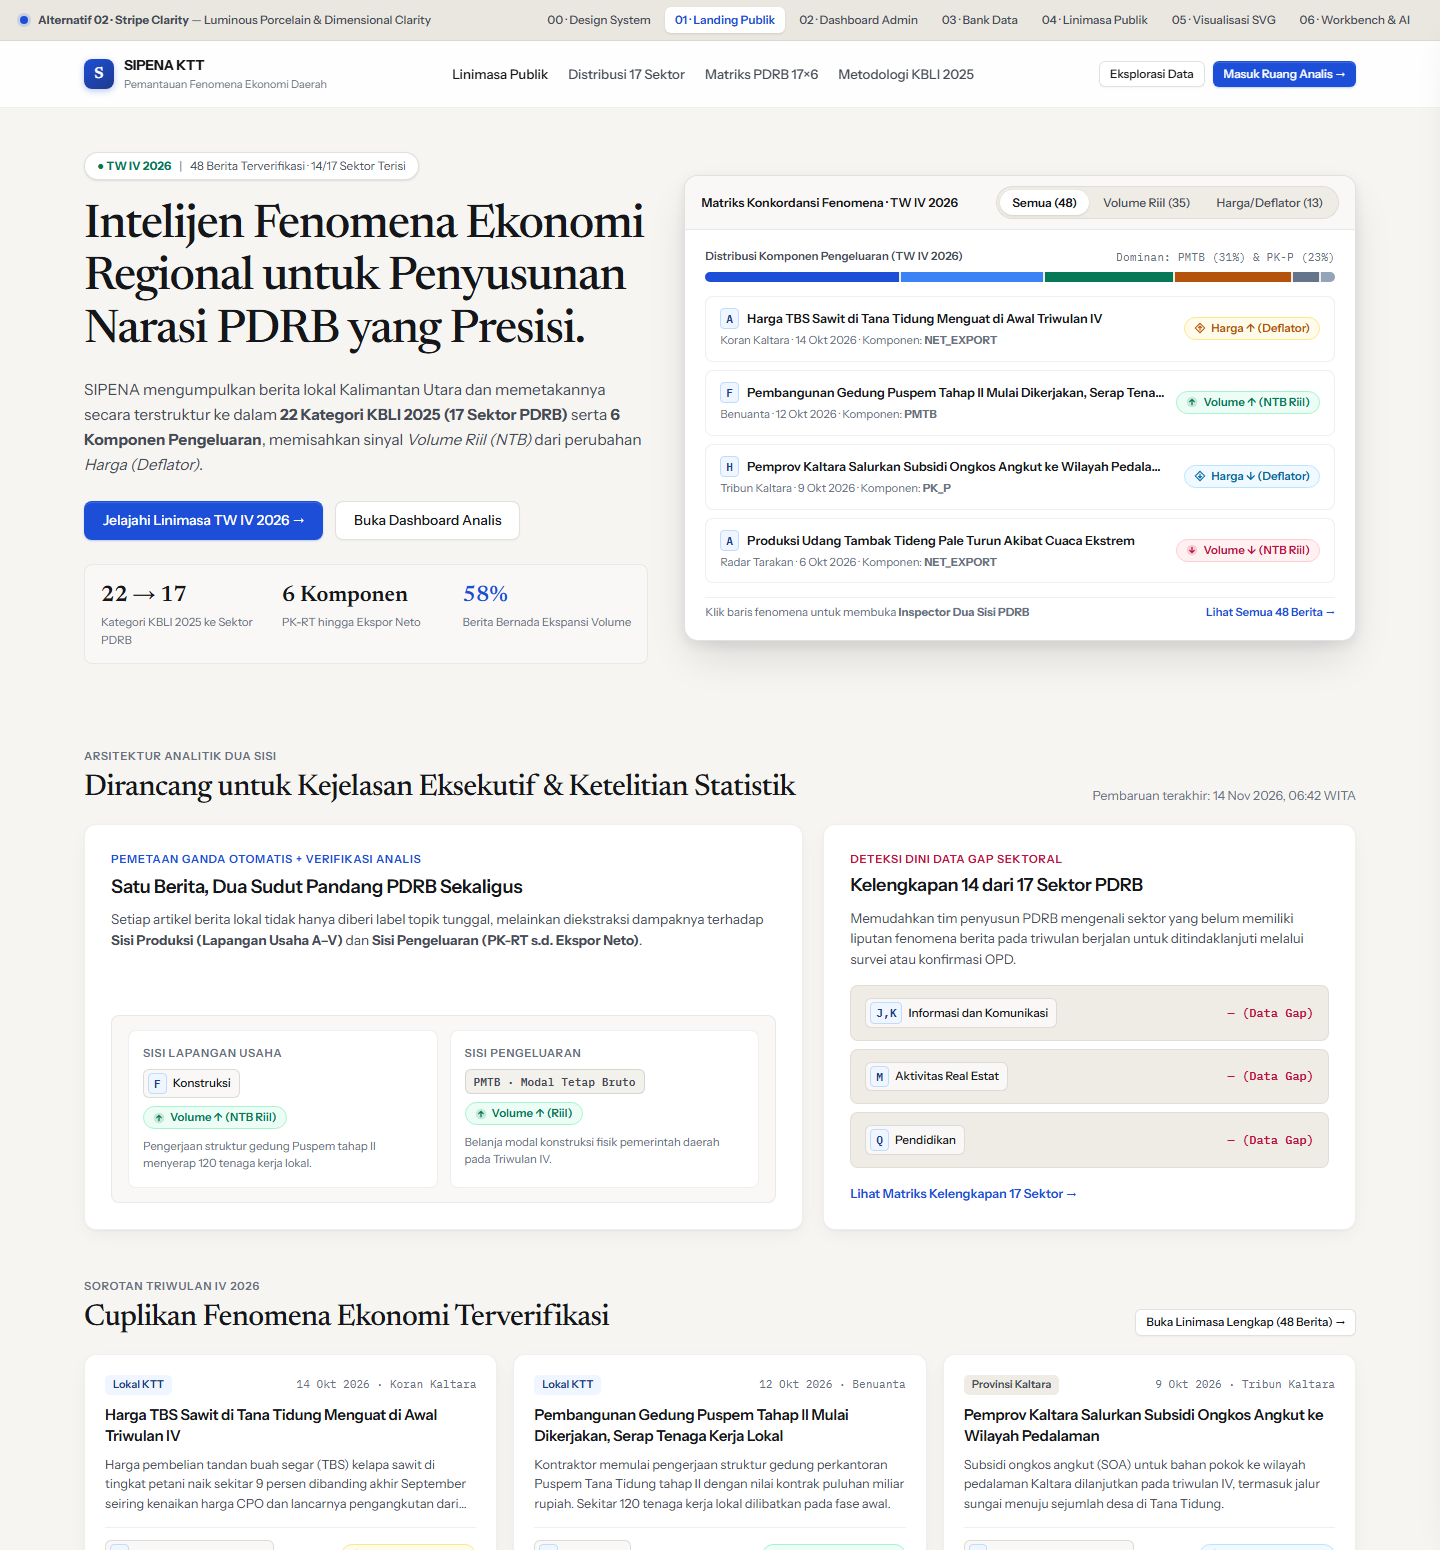 Alternatif 02 · Stripe Clarity — Luminous Porcelain & Dimensional Clarity
00 · Design System
01 · Landing Publik
02 · Dashboard Admin
03 · Bank Data
04 · Linimasa Publik
05 · Visualisasi SVG
06 · Workbench & AI
S
SIPENA KTT
Pemantauan Fenomena Ekonomi Daerah
Linimasa Publik
Distribusi 17 Sektor
Matriks PDRB 17×6
Metodologi KBLI 2025
Eksplorasi Data
Masuk Ruang Analis →
● TW IV 2026 | 48 Berita Terverifikasi · 14/17 Sektor Terisi
Intelijen Fenomena Ekonomi
Regional untuk Penyusunan
Narasi PDRB yang Presisi.
SIPENA mengumpulkan berita lokal Kalimantan Utara dan memetakannya
secara terstruktur ke dalam 22 Kategori KBLI 2025 (17 Sektor PDRB) serta 6
Komponen Pengeluaran, memisahkan sinyal Volume Riil (NTB) dari perubahan
Harga (Deflator).
Jelajahi Linimasa TW IV 2026 →
Buka Dashboard Analis
22 → 17
Kategori KBLI 2025 ke Sektor
PDRB
6 Komponen
PK-RT hingga Ekspor Neto
58%
Berita Bernada Ekspansi Volume
Matriks Konkordansi Fenomena · TW IV 2026
Semua (48)
Volume Riil (35)
Harga/Deflator (13)
Distribusi Komponen Pengeluaran (TW IV 2026)
Dominan: PMTB (31%) & PK-P (23%)
A Harga TBS Sawit di Tana Tidung Menguat di Awal Triwulan IV
Koran Kaltara · 14 Okt 2026 · Komponen: NET_EXPORT
Harga ↑ (Deflator)
F Pembangunan Gedung Puspem Tahap II Mulai Dikerjakan, Serap Tena...
Benuanta · 12 Okt 2026 · Komponen: PMTB
Volume ↑ (NTB Riil)
H Pemprov Kaltara Salurkan Subsidi Ongkos Angkut ke Wilayah Pedala...
Tribun Kaltara · 9 Okt 2026 · Komponen: PK_P
Harga ↓ (Deflator)
A Produksi Udang Tambak Tideng Pale Turun Akibat Cuaca Ekstrem
Radar Tarakan · 6 Okt 2026 · Komponen: NET_EXPORT
Volume ↓ (NTB Riil)
Klik baris fenomena untuk membuka Inspector Dua Sisi PDRB
Lihat Semua 48 Berita →
ARSITEKTUR ANALITIK DUA SISI
Dirancang untuk Kejelasan Eksekutif & Ketelitian Statistik
Pembaruan terakhir: 14 Nov 2026, 06:42 WITA
PEMETAAN GANDA OTOMATIS + VERIFIKASI ANALIS
Satu Berita, Dua Sudut Pandang PDRB Sekaligus
Setiap artikel berita lokal tidak hanya diberi label topik tunggal, melainkan diekstraksi dampaknya terhadap
Sisi Produksi (Lapangan Usaha A–V) dan Sisi Pengeluaran (PK-RT s.d. Ekspor Neto).
SISI LAPANGAN USAHA
F Konstruksi
Volume ↑ (NTB Riil)
Pengerjaan struktur gedung Puspem tahap II
menyerap 120 tenaga kerja lokal.
SISI PENGELUARAN
PMTB · Modal Tetap Bruto
Volume ↑ (Riil)
Belanja modal konstruksi fisik pemerintah daerah
pada Triwulan IV.
DETEKSI DINI DATA GAP SEKTORAL
Kelengkapan 14 dari 17 Sektor PDRB
Memudahkan tim penyusun PDRB mengenali sektor yang belum memiliki
liputan fenomena berita pada triwulan berjalan untuk ditindaklanjuti melalui
survei atau konfirmasi OPD.
J,K Informasi dan Komunikasi
— (Data Gap)
M Aktivitas Real Estat
— (Data Gap)
Q Pendidikan
— (Data Gap)
Lihat Matriks Kelengkapan 17 Sektor →
SOROTAN TRIWULAN IV 2026
Cuplikan Fenomena Ekonomi Terverifikasi
Buka Linimasa Lengkap (48 Berita) →
Lokal KTT
14 Okt 2026 · Koran Kaltara
Harga TBS Sawit di Tana Tidung Menguat di Awal
Triwulan IV
Harga pembelian tandan buah segar (TBS) kelapa sawit di
tingkat petani naik sekitar 9 persen dibanding akhir September
seiring kenaikan harga CPO dan lancarnya pengangkutan dari...
Lokal KTT
12 Okt 2026 · Benuanta
Pembangunan Gedung Puspem Tahap II Mulai
Dikerjakan, Serap Tenaga Kerja Lokal
Kontraktor memulai pengerjaan struktur gedung perkantoran
Puspem Tana Tidung tahap II dengan nilai kontrak puluhan miliar
rupiah. Sekitar 120 tenaga kerja lokal dilibatkan pada fase awal.
Provinsi Kaltara
9 Okt 2026 · Tribun Kaltara
Pemprov Kaltara Salurkan Subsidi Ongkos Angkut ke
Wilayah Pedalaman
Subsidi ongkos angkut (SOA) untuk bahan pokok ke wilayah
pedalaman Kaltara dilanjutkan pada triwulan IV, termasuk jalur
sungai menuju sejumlah desa di Tana Tidung.